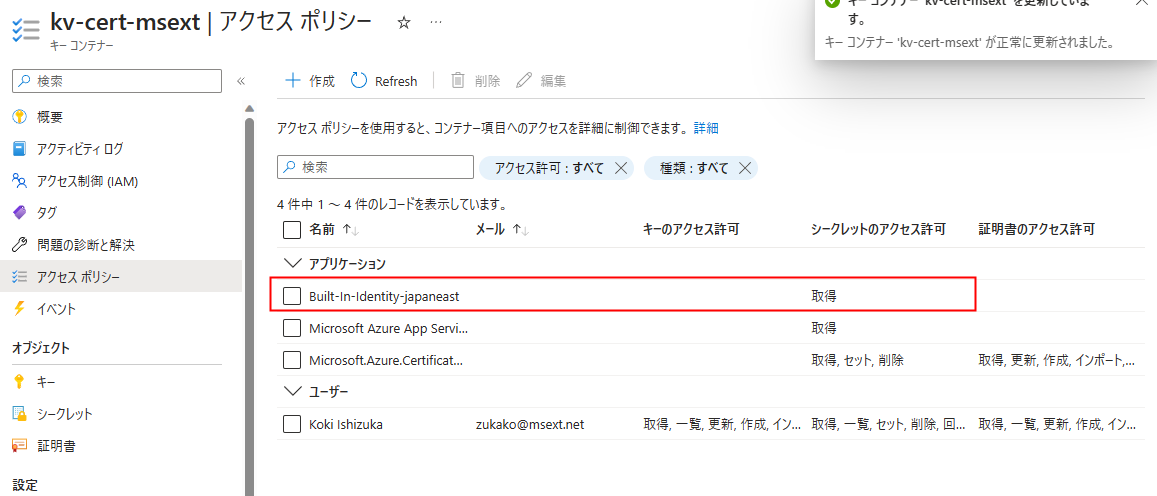 kv-cert-msext | アクセス ポリシー ☆ …
キー コンテナー
キー コンテナー 'kv-cert-msext' を更新していま
す。
キー コンテナー 'kv-cert-msext' が正常に更新されました。
検索
概要
アクティビティ ログ
アクセス制御 (IAM)
タグ
問題の診断と解決
アクセス ポリシー
イベント
オブジェクト
キー
シークレット
証明書
設定
作成 Refresh 削除 編集
アクセス ポリシーを使用すると、コンテナー項目へのアクセスを詳細に制御できます。 詳細
検索 アクセス許可 : すべて 種類 : すべて
4 件中 1 ～ 4 件のレコードを表示しています。
名前 ↑↓ メール ↑↓ キーのアクセス許可 シークレットのアクセス許可 証明書のアクセス許可
アプリケーション
Built-In-Identity-japaneast 取得
Microsoft Azure App Servi... 取得
Microsoft.Azure.Certificat... 取得, セット, 削除 取得, 更新, 作成, インポート,...
ユーザー
Koki Ishizuka zukako@msext.net 取得, 一覧, 更新, 作成, イン... 取得, 一覧, セット, 削除, 回... 取得, 一覧, 更新, 作成, イン...